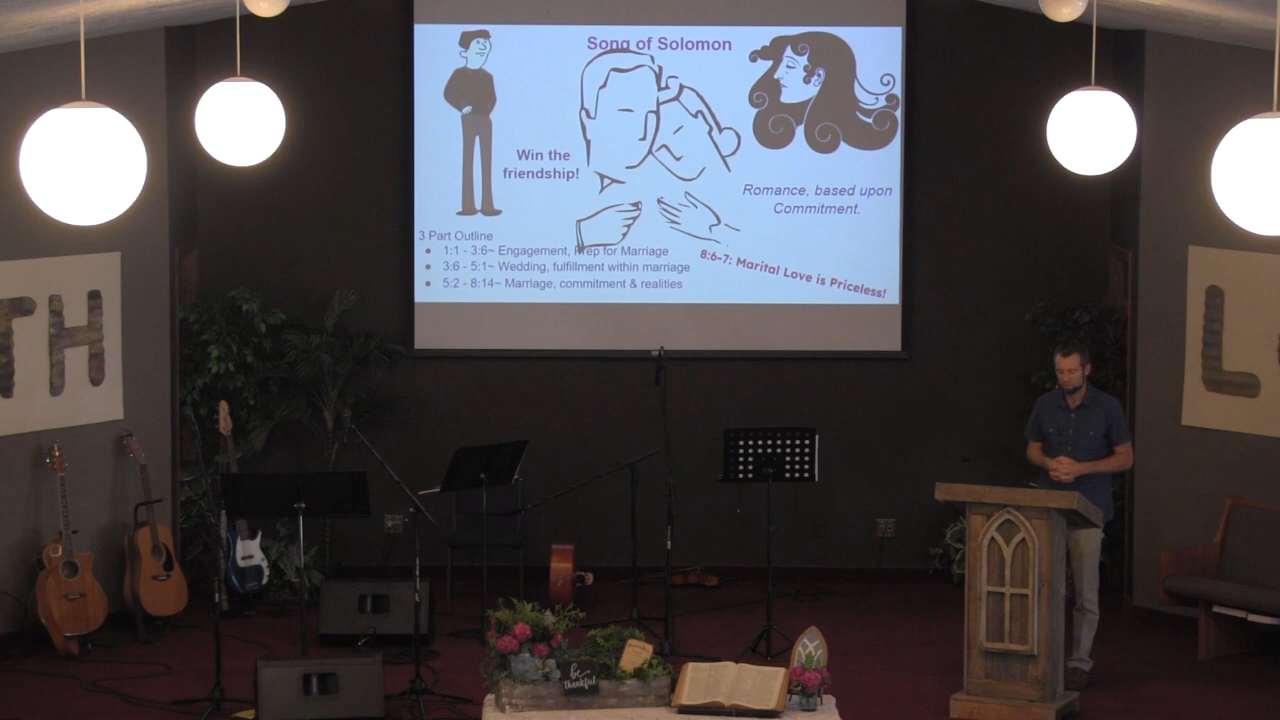 Song of Solomon
Win the
friendship!
Romance, based upon
Commitment.
3 Part Outline
• 1:1 - 3:6~ Engagement, Prep for Marriage
• 3:6 - 5:1~ Wedding, fulfillment within marriage
• 5:2 - 8:14~ Marriage, commitment & realities
8:6-7: Marital Love is Priceless!
TH
L
be
thankful